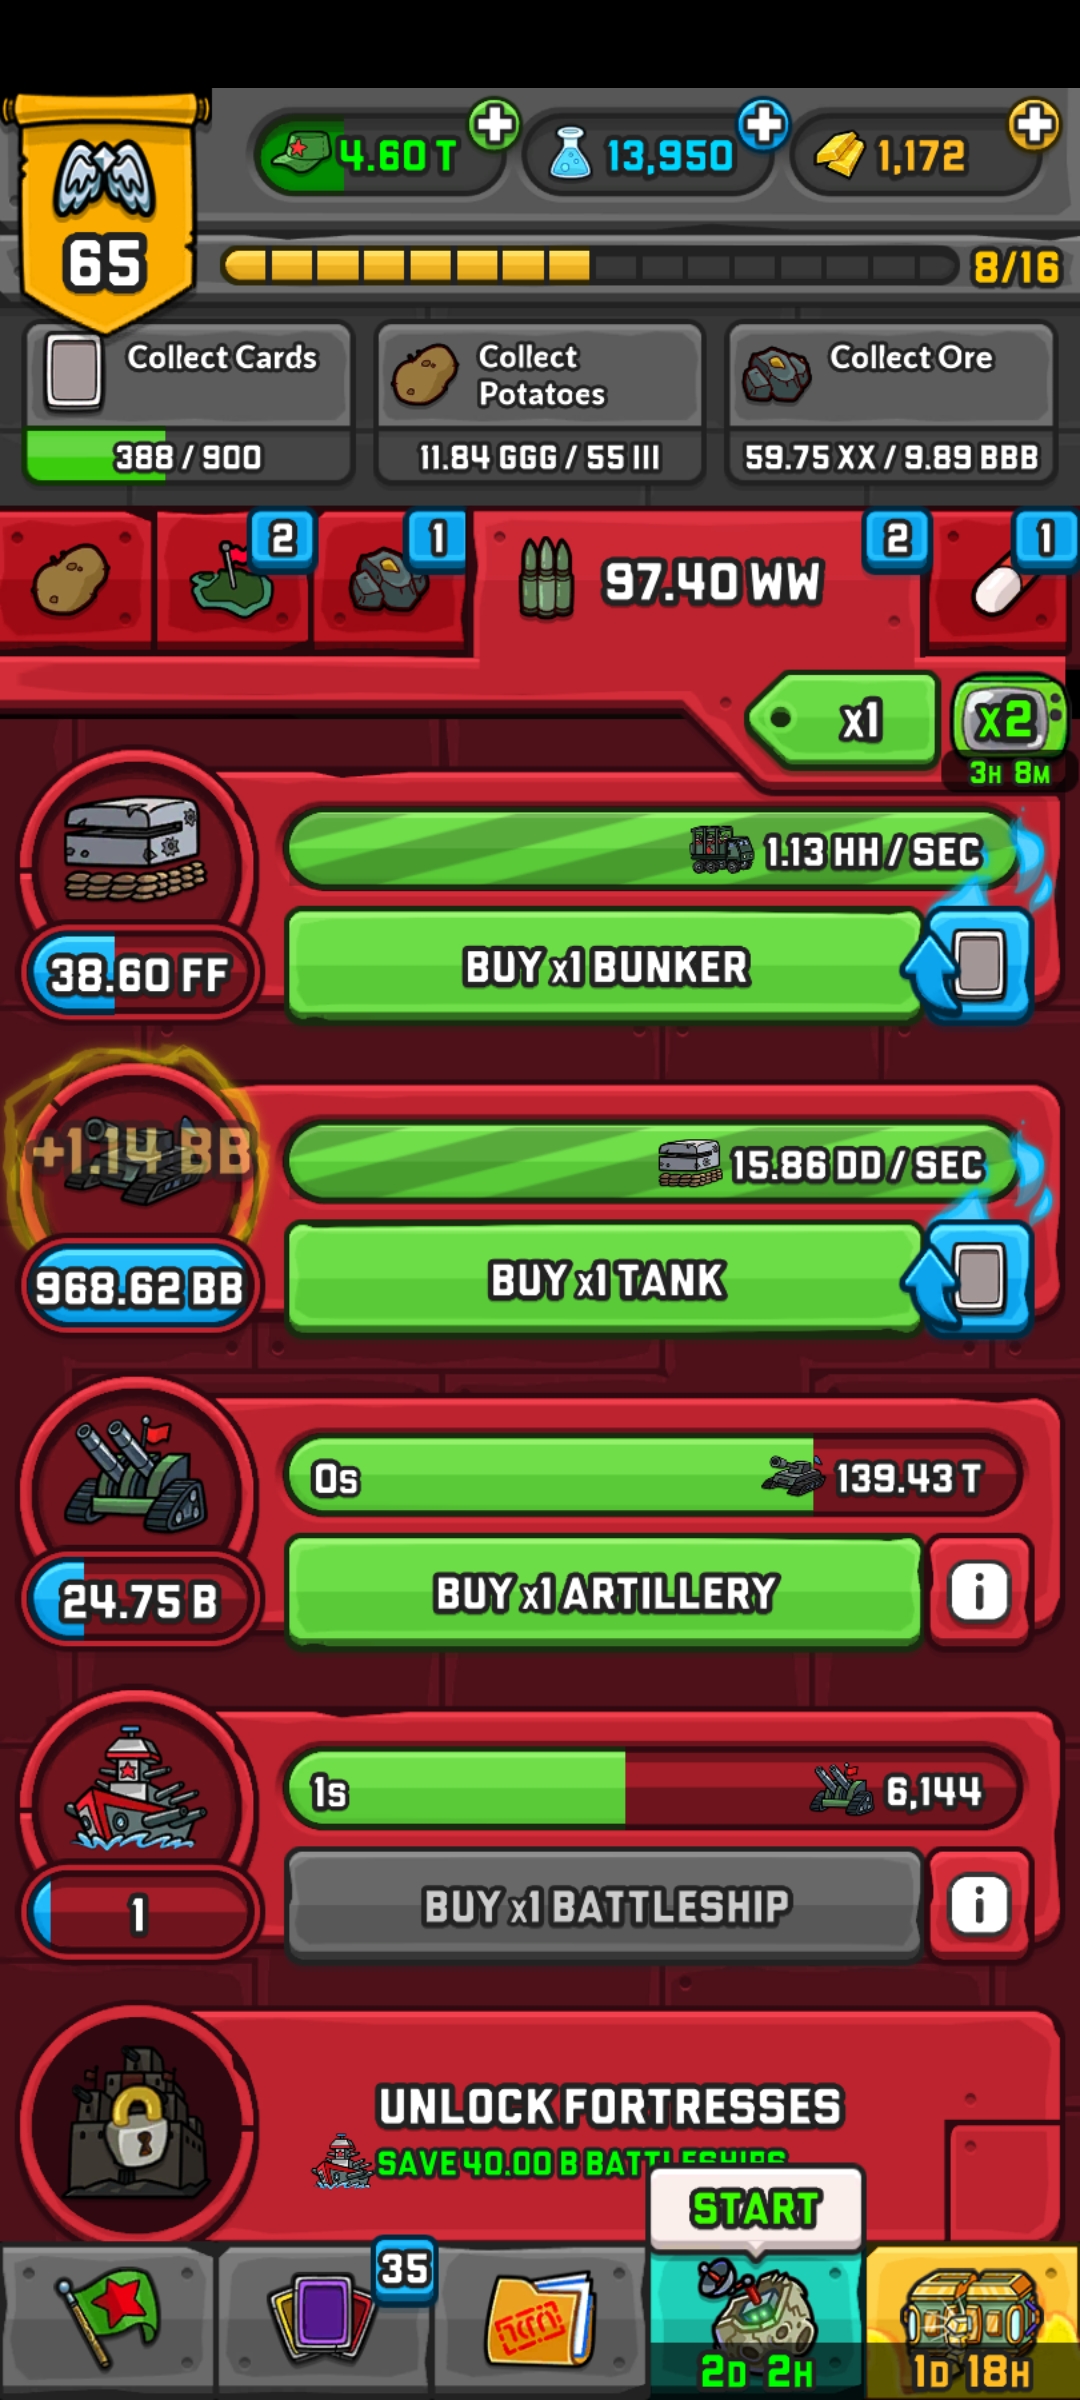 4.60 T
13,950
1,172
65
8/16
Collect Cards
388 / 900
Collect
Potatoes
11.84 GGG / 55 III
Collect Ore
59.75 XX / 9.89 BBB
2
1
97.40 WW
2
1
x1
x2
3H 8M
1.13 HH / SEC
38.60 FF
BUY x1 BUNKER
+1.14 BB
15.86 DD / SEC
968.62 BB
BUY x1 TANK
0s
139.43 T
24.75 B
BUY x1 ARTILLERY
i
1s
6,144
1
BUY x1 BATTLESHIP
i
UNLOCK FORTRESSES
SAVE 40.00 B BATTLESHIPS
START
35
2D 2H
1D 18H